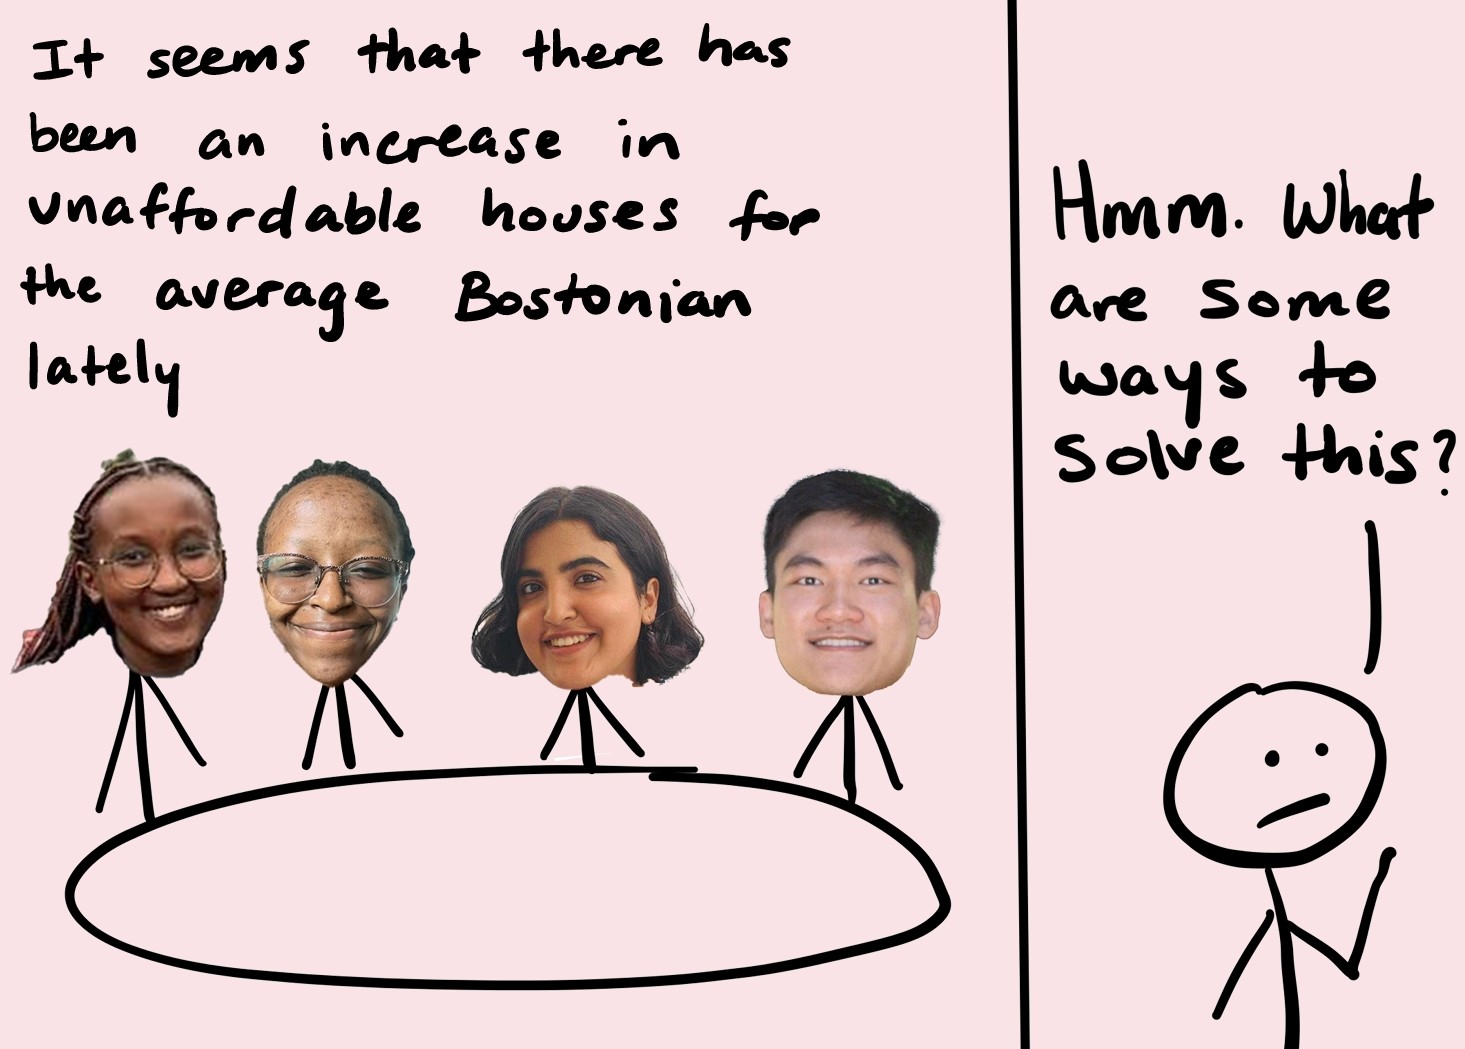 It seems that there has
been an increase in
unaffordable houses for
the average Bostonian
lately
Hmm. What
are some
ways to
solve this?